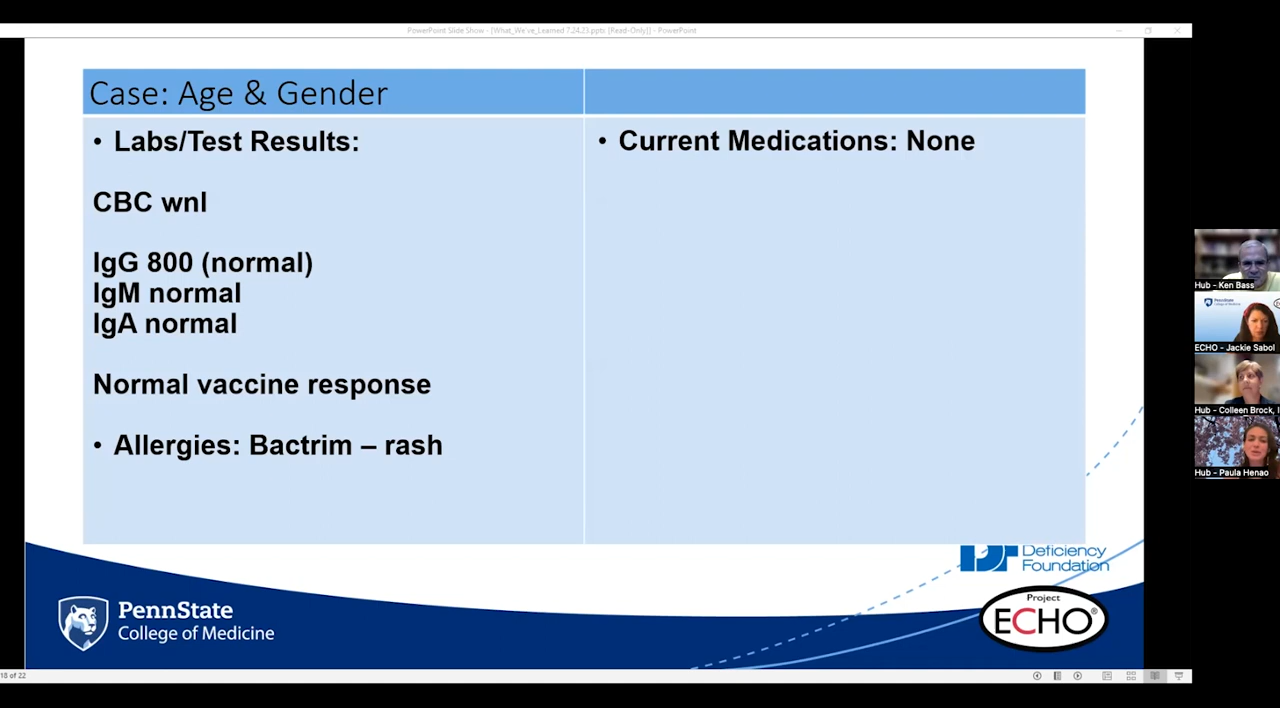 PowerPoint Slide Show - [What_We've_Learned 7.24.23.pptx [Read-Only]] - PowerPoint
Case: Age & Gender
• Labs/Test Results:
CBC wnl
IgG 800 (normal)
IgM normal
IgA normal
Normal vaccine response
• Allergies: Bactrim – rash
• Current Medications: None
Hub - Ken Bass
ECHO - Jackie Sabol
Hub - Colleen Brock,
Hub - Paula Henao
Deficiency
Foundation
PennState
College of Medicine
Project
ECHO®
18 of 22